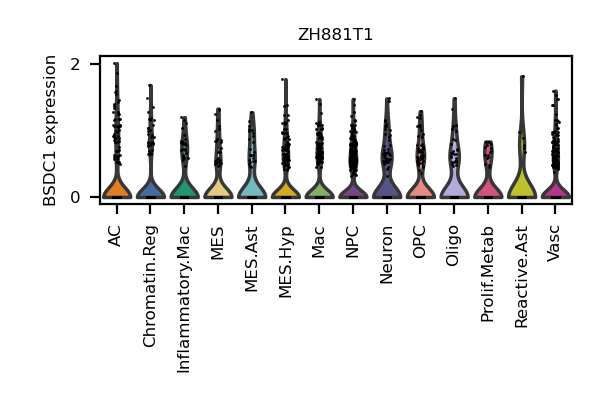 ZH881T1
BSDC1 expression
2
0
AC
Chromatin.Reg
Inflammatory.Mac
MES
MES.Ast
MES.Hyp
Mac
NPC
Neuron
OPC
Oligo
Prolif.Metab
Reactive.Ast
Vasc